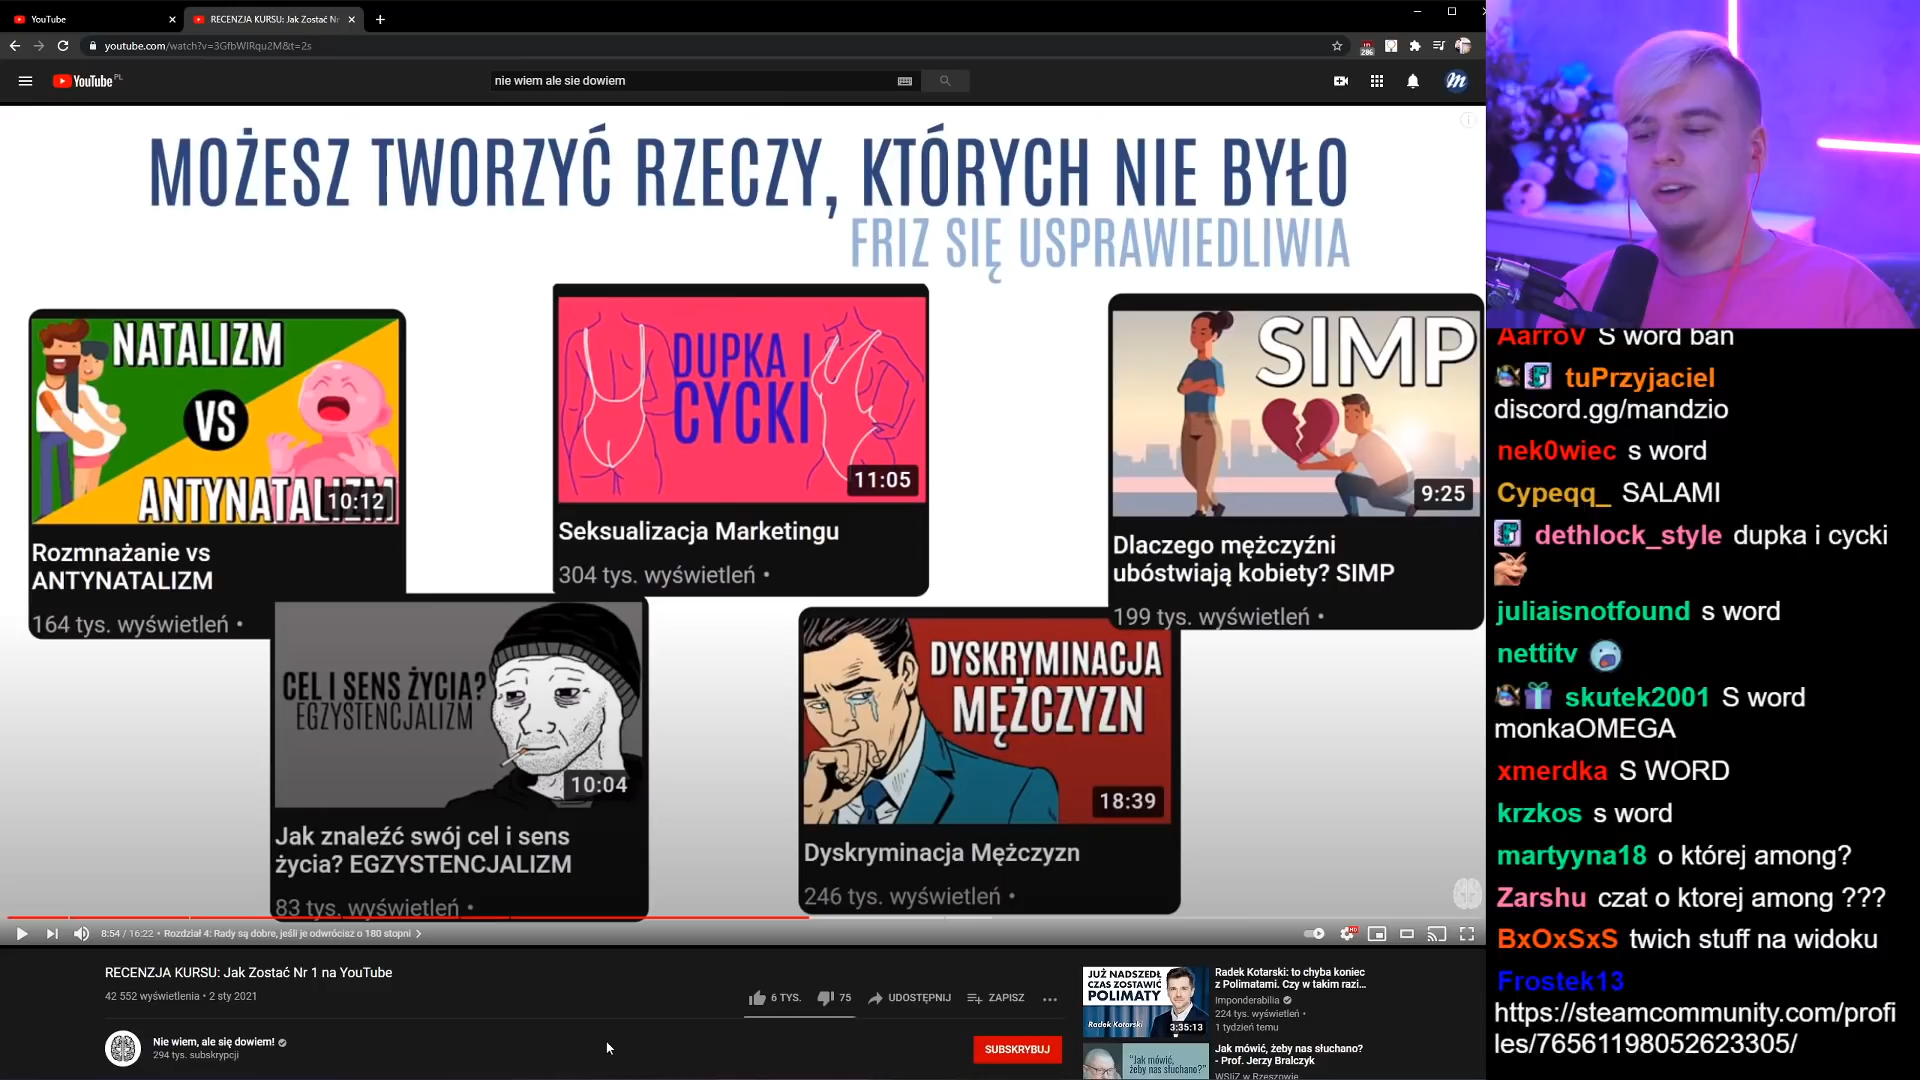 YouTube
RECENZJA KURSU: Jak Zostać Nr
youtube.com/watch?v=3GfbWlRqu2M&t=2s
286
YouTube PL
nie wiem ale sie dowiem
MOŻESZ TWORZYĆ RZECZY, KTÓRYCH NIE BYŁO
FRIZ SIĘ USPRAWIEDLIWIA
NATALIZM
VS
ANTYNATALIZM
10:12
Rozmnażanie vs
ANTYNATALIZM
164 tys. wyświetleń •
DUPKA I
CYCKI
11:05
Seksualizacja Marketingu
304 tys. wyświetleń •
SIMP
9:25
Dlaczego mężczyźni
ubóstwiają kobiety? SIMP
199 tys. wyświetleń •
CEL I SENS ŻYCIA?
EGZYSTENCJALIZM
10:04
Jak znaleźć swój cel i sens
życia? EGZYSTENCJALIZM
83 tys. wyświetleń •
DYSKRYMINACJA
MĘŻCZYZN
18:39
Dyskryminacja Mężczyzn
246 tys. wyświetleń •
8:54 / 16:22 • Rozdział 4: Rady są dobre, jeśli je odwrócisz o 180 stopni
HD
RECENZJA KURSU: Jak Zostać Nr 1 na YouTube
42 552 wyświetlenia • 2 sty 2021
6 TYS.
75
UDOSTĘPNIJ
ZAPISZ
Nie wiem, ale się dowiem!
294 tys. subskrypcji
SUBSKRYBUJ
JUŻ NADSZEDŁ
CZAS ZOSTAWIĆ
POLIMATY
Radek Kotarski
3:35:13
Radek Kotarski: to chyba koniec
z Polimatami. Czy w takim razi...
Imponderabilia
224 tys. wyświetleń •
1 tydzień temu
"Jak mówić,
żeby nas słuchano?"
Jak mówić, żeby nas słuchano?
- Prof. Jerzy Bralczyk
WSIiZ w Rzeszowie
AarroV S word ban
tuPrzyjaciel
discord.gg/mandzio
nek0wiec s word
Cypeqq_ SALAMI
dethlock_style dupka i cycki
juliaisnotfound s word
nettitv
skutek2001 S word
monkaOMEGA
xmerdka S WORD
krzkos s word
martyyna18 o której among?
Zarshu czat o ktorej among ???
BxOxSxS twich stuff na widoku
Frostek13
https://steamcommunity.com/profi
les/76561198052623305/